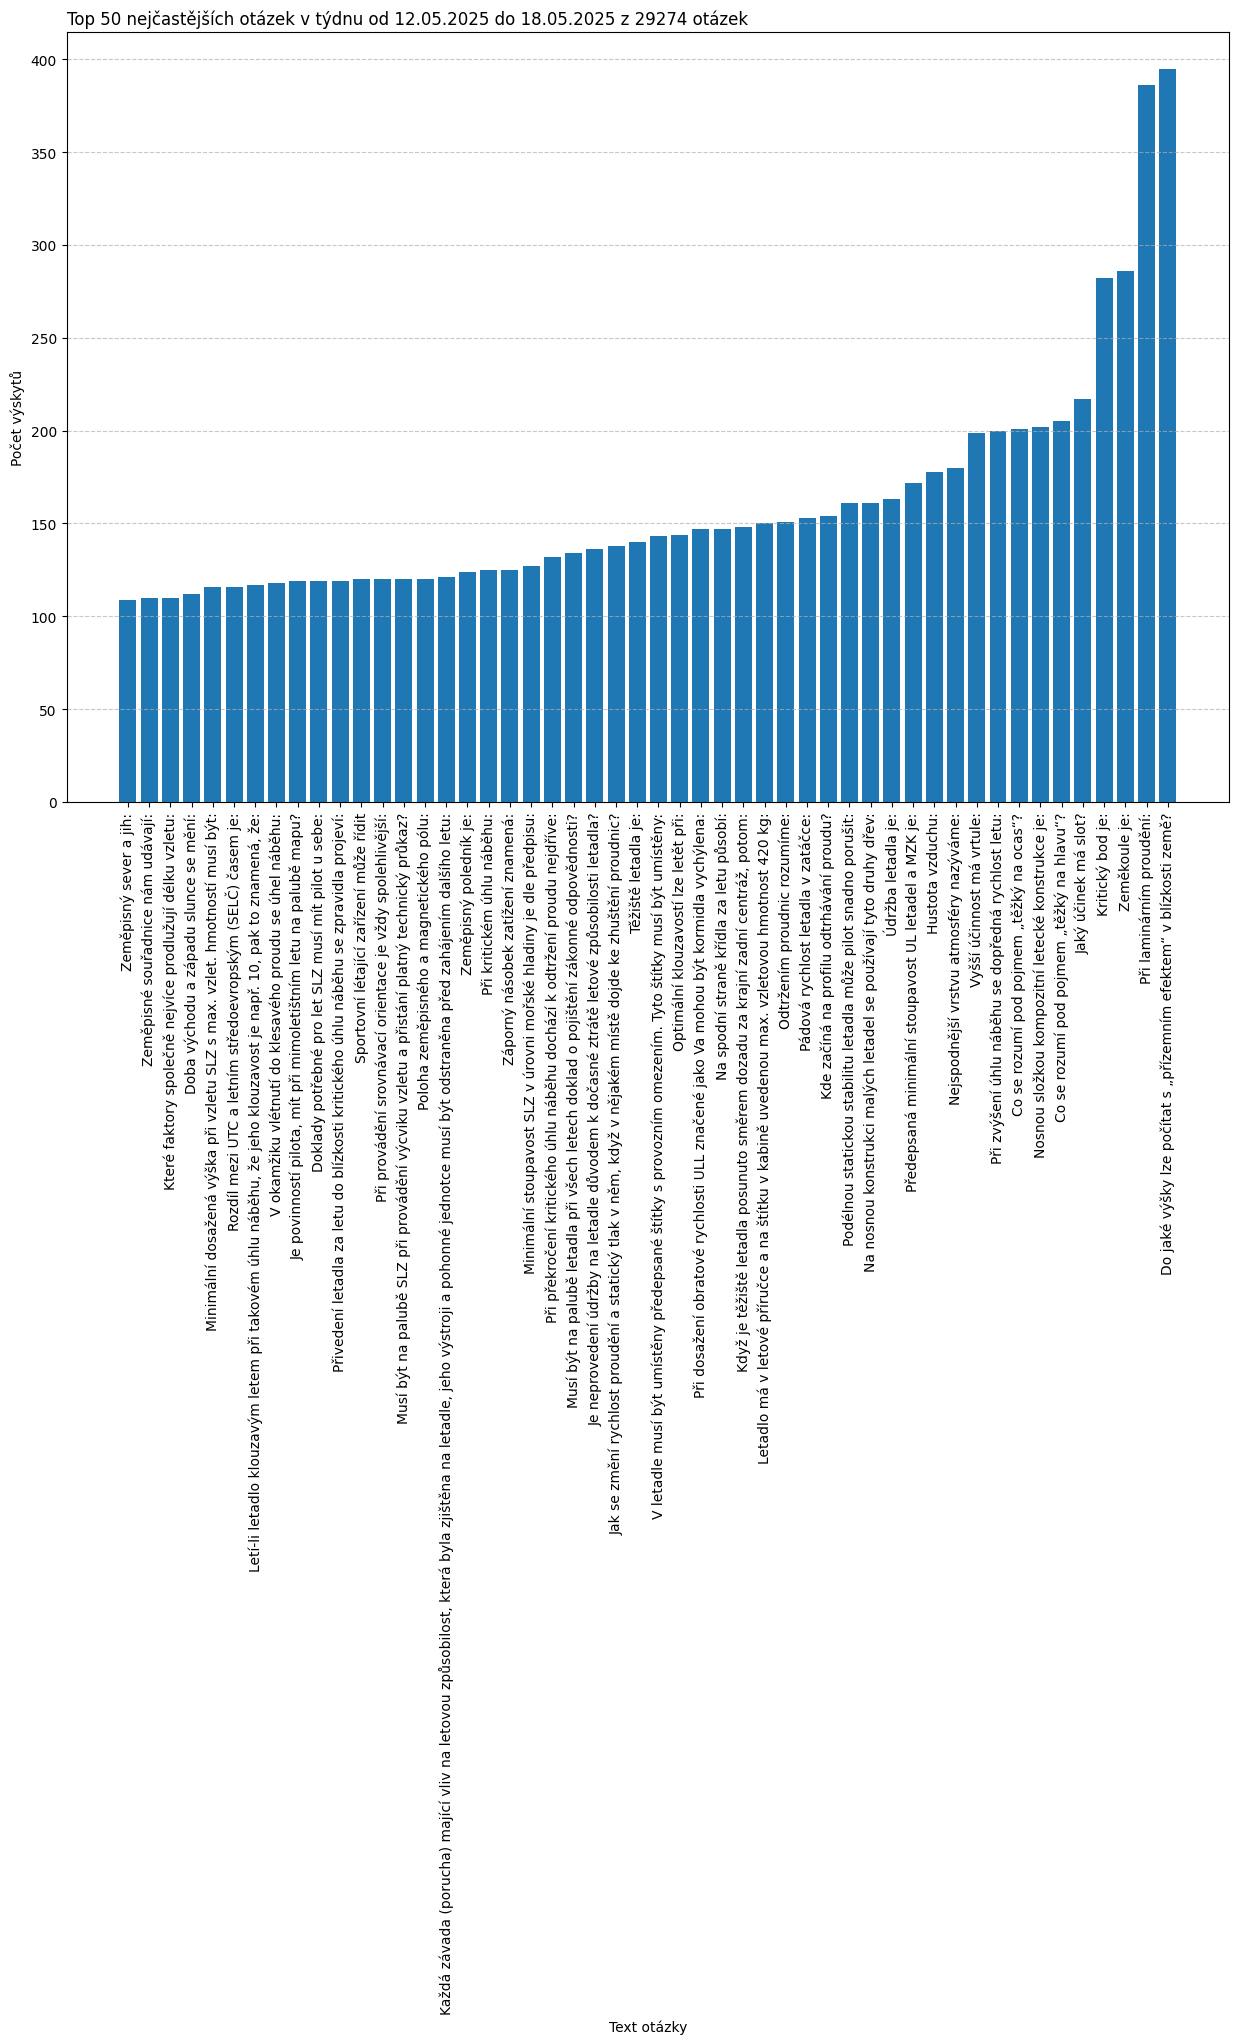 Top 50 nejčastějších otázek v týdnu od 12.05.2025 do 18.05.2025 z 29274 otázek
400
350
300
250
200
150
100
50
0
Počet výskytů
Zeměpisný sever a jih:
Zeměpisné souřadnice nám udávají:
Které faktory společně nejvíce prodlužují délku vzletu:
Doba východu a západu slunce se mění:
Minimální dosažená výška při vzletu SLZ s max. vzlet. hmotností musí být:
Rozdíl mezi UTC a letním středoevropským (SELČ) časem je:
Letí-li letadlo klouzavým letem při takovém úhlu náběhu, že jeho klouzavost je např. 10, pak to znamená, že:
V okamžiku vlétnutí do klesavého proudu se úhel náběhu:
Je povinností pilota, mít při mimoletištním letu na palubě mapu?
Doklady potřebné pro let SLZ musí mít pilot u sebe:
Přivedení letadla za letu do blízkosti kritického úhlu náběhu se zpravidla projeví:
Sportovní létající zařízení může řídit
Při provádění srovnávací orientace je vždy spolehlivější:
Musí být na palubě SLZ při provádění výcviku vzletu a přistání platný technický průkaz?
Poloha zeměpisného a magnetického pólu:
Každá závada (porucha) mající vliv na letovou způsobilost, která byla zjištěna na letadle, jeho výstroji a pohonné jednotce musí být odstraněna před zahájením dalšího letu:
Zeměpisný poledník je:
Při kritickém úhlu náběhu:
Záporný násobek zatížení znamená:
Minimální stoupavost SLZ v úrovni mořské hladiny je dle předpisu:
Při překročení kritického úhlu náběhu dochází k odtržení proudu nejdříve:
Musí být na palubě letadla při všech letech doklad o pojištění zákonné odpovědnosti?
Je neprovedení údržby na letadle důvodem k dočasné ztrátě letové způsobilosti letadla?
Jak se změní rychlost proudění a statický tlak v něm, když v nějakém místě dojde ke zhuštění proudnic?
Těžiště letadla je:
V letadle musí být umístěny předepsané štítky s provozním omezením. Tyto štítky musí být umístěny:
Optimální klouzavostí lze letět při:
Při dosažení obratové rychlosti ULL značené jako Va mohou být kormidla vychýlena:
Na spodní straně křídla za letu působí:
Když je těžiště letadla posunuto směrem dozadu za krajní zadní centráž, potom:
Letadlo má v letové příručce a na štítku v kabině uvedenou max. vzletovou hmotnost 420 kg:
Odtržením proudnic rozumíme:
Pádová rychlost letadla v zatáčce:
Kde začíná na profilu odtrhávání proudu?
Podélnou statickou stabilitu letadla může pilot snadno porušit:
Na nosnou konstrukci malých letadel se používají tyto druhy dřev:
Údržba letadla je:
Předepsaná minimální stoupavost UL letadel a MZK je:
Hustota vzduchu:
Nejspodnější vrstvu atmosféry nazýváme:
Vyšší účinnost má vrtule:
Při zvýšení úhlu náběhu se dopředná rychlost letu:
Co se rozumí pod pojmem „těžký na ocas“?
Nosnou složkou kompozitní letecké konstrukce je:
Co se rozumí pod pojmem „těžký na hlavu“?
Jaký účinek má slot?
Kritický bod je:
Zeměkoule je:
Při laminárním proudění:
Do jaké výšky lze počítat s „přízemním efektem“ v blízkosti země?
Text otázky